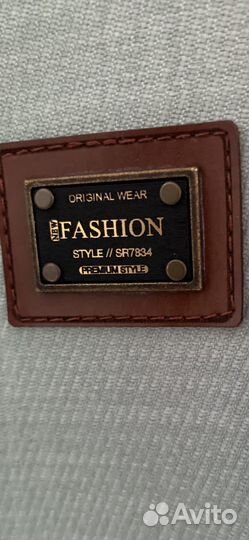 ORIGINAL WEAR
NEW FASHION
STYLE // SR7834
PREMIUM STYLE
Avito